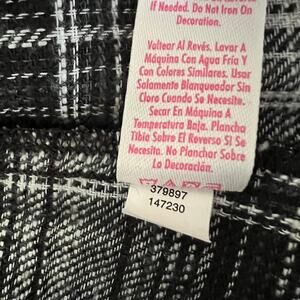 If Needed. Do Not Iron On
Decoration.
Voltear Al Revés. Lavar A
Máquina Con Agua Fría Y
Con Colores Similares. Usar
Solamente Blanqueador Sin
Cloro Cuando Se Necesite.
Secar En Máquina A
Temperatura Baja. Plancha
Tibia Sobre El Reverso Si Se
Necesita. No Planchar Sobre
La Decoración.
379897
147230